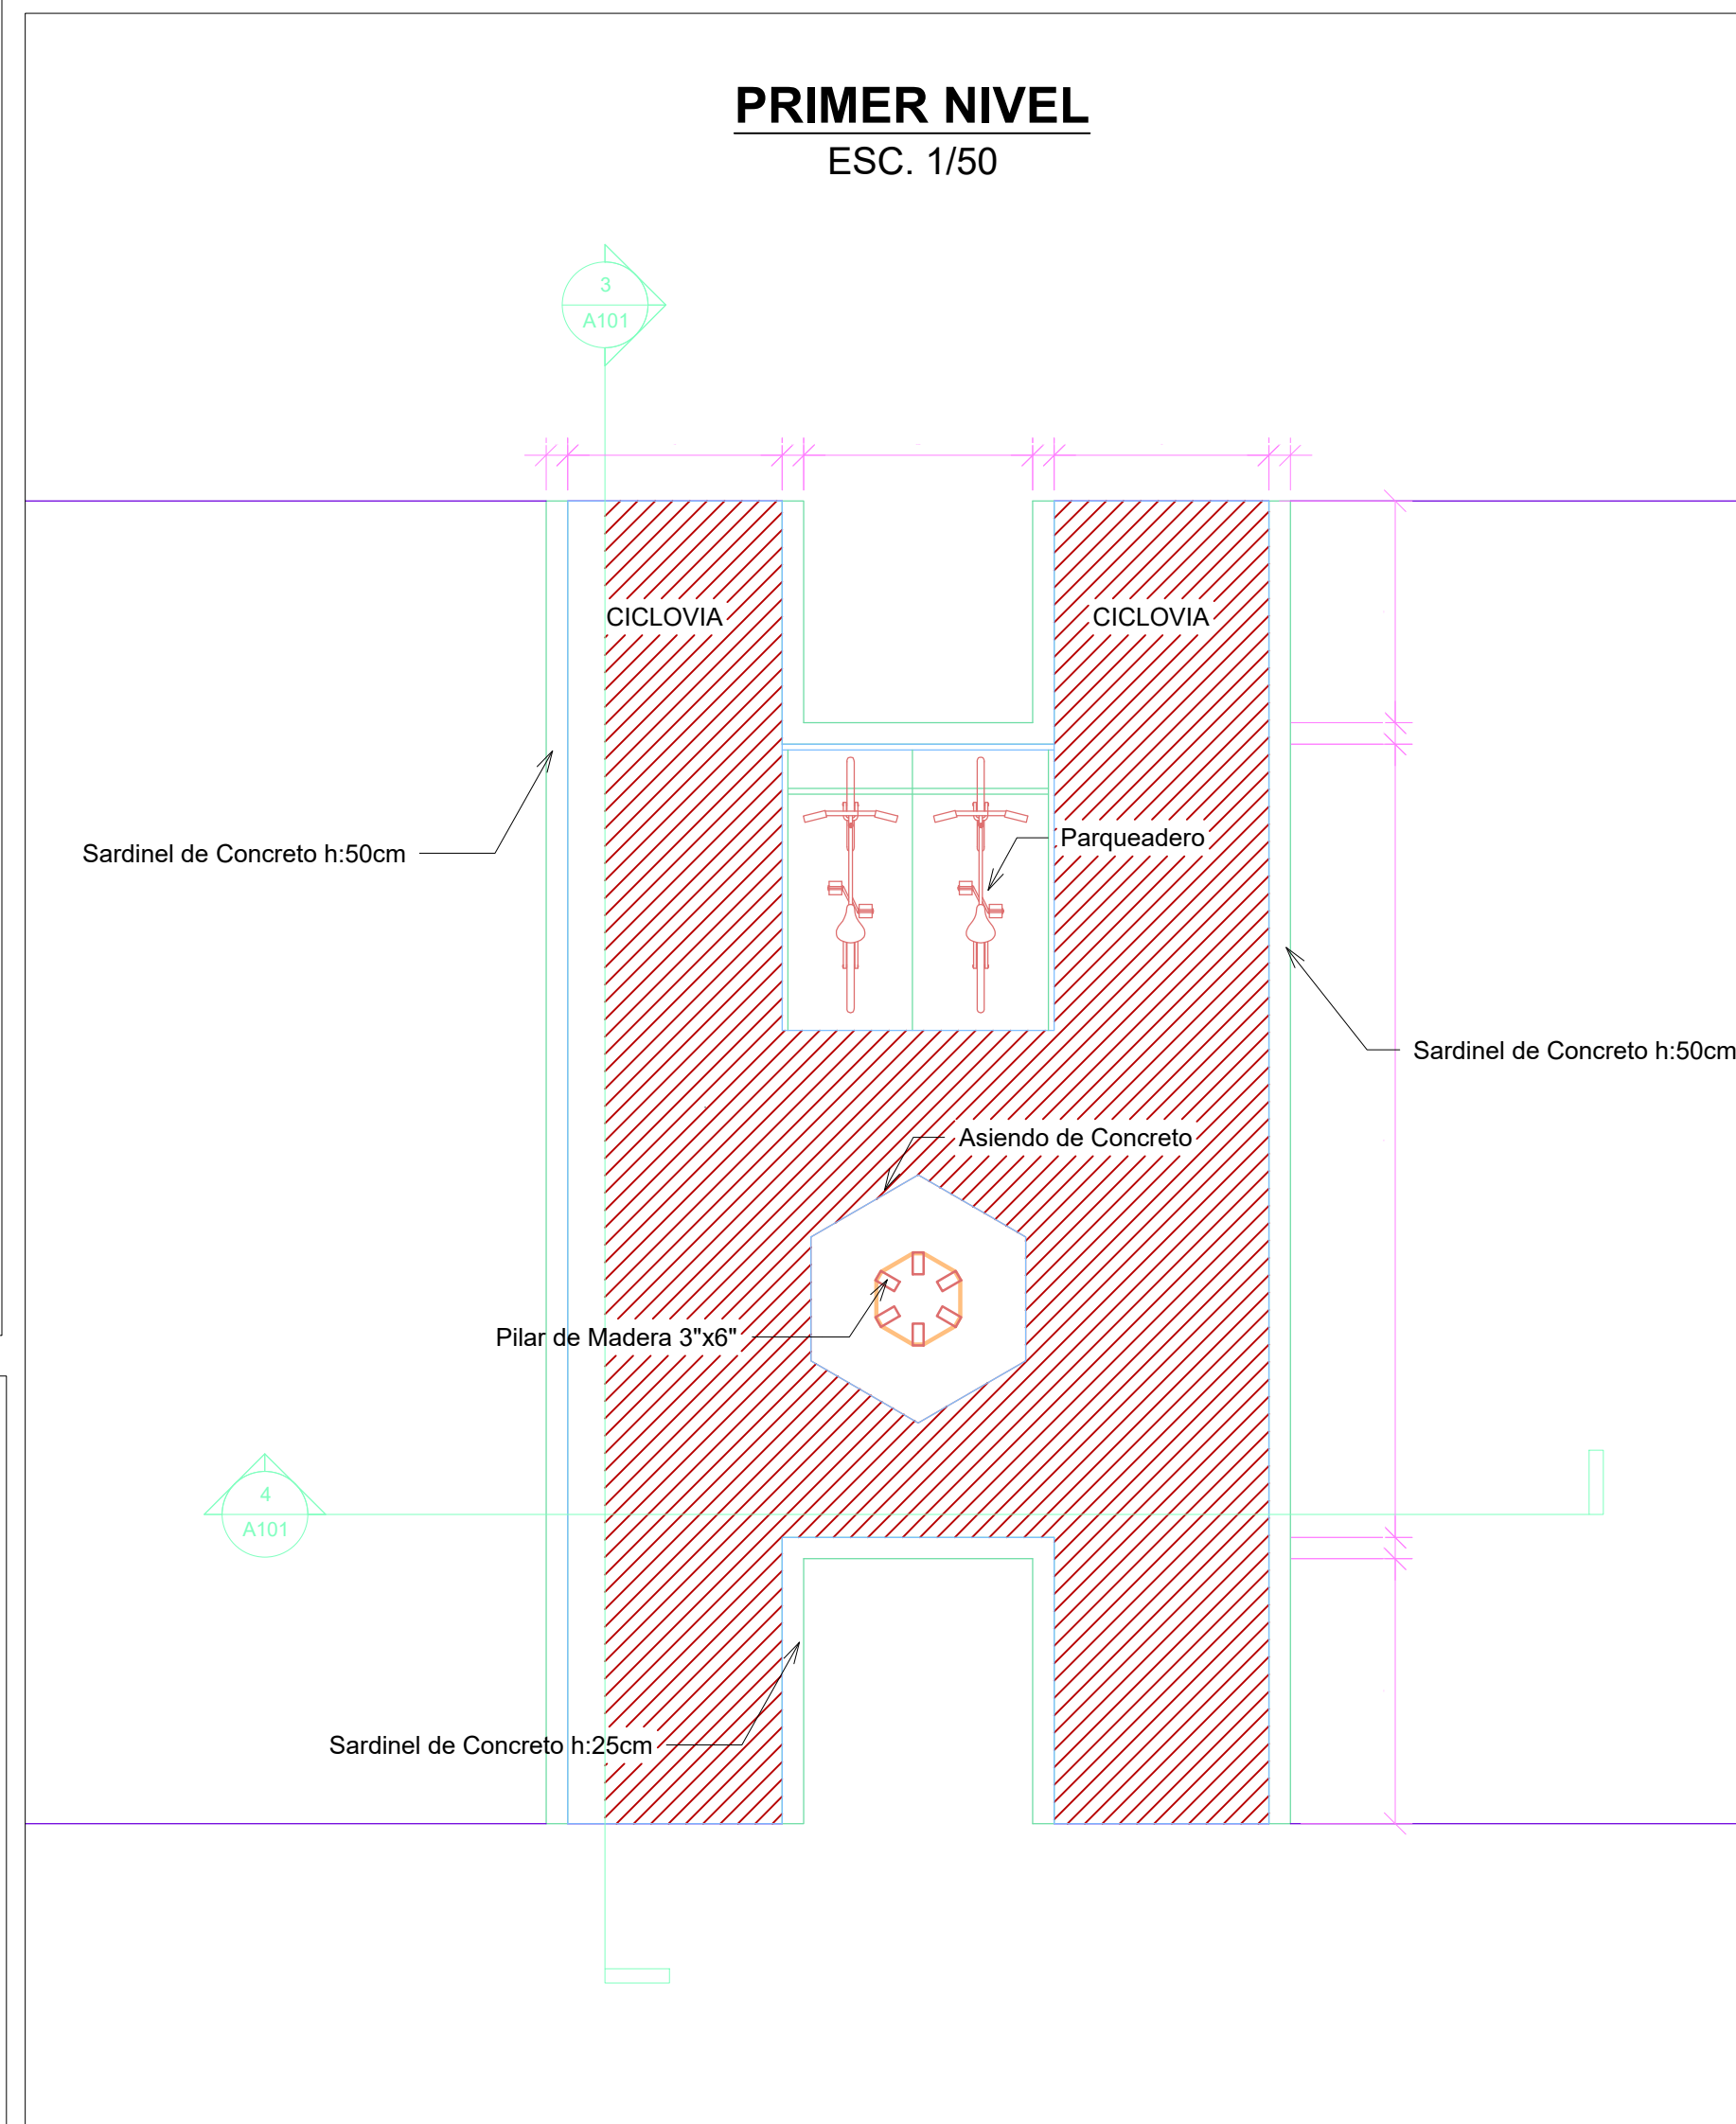 PRIMER NIVEL
ESC. 1/50
3
A101
CICLOVIA
CICLOVIA
Parqueadero
Sardinel de Concreto h:50cm
Sardinel de Concreto h:50cm
Asiendo de Concreto
Pilar de Madera 3"x6"
4
A101
Sardinel de Concreto h:25cm